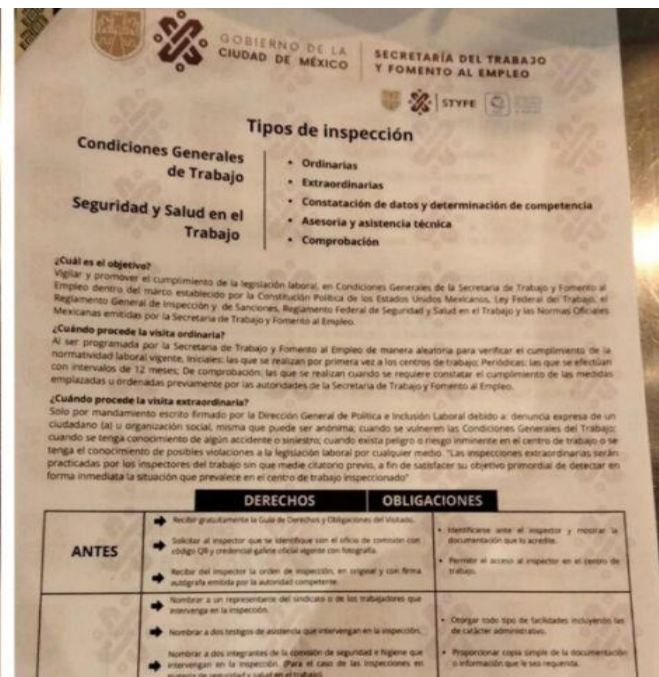 GOBIERNO DE LA
CIUDAD DE MÉXICO
SECRETARÍA DEL TRABAJO
Y FOMENTO AL EMPLEO
STYFE
Tipos de inspección
Condiciones Generales
de Trabajo
Seguridad y Salud en el
Trabajo
• Ordinarias
• Extraordinarias
• Constatación de datos y determinación de competencia
• Asesoria y asistencia técnica
• Comprobación
¿Cuál es el objetivo?
Vigilar y promover el cumplimiento de la legislación laboral, en Condiciones Generales de la Secretaria de Trabajo y Fomento al
Empleo dentro del marco establecido por la Constitución Política de los Estados Unidos Mexicanos, Ley Federal del Trabajo, el
Reglamento General de Inspección y de Sanciones, Reglamento Federal de Seguridad y Salud en el Trabajo y las Normas Oficiales
Mexicanas emitidas por la Secretaria de Trabajo y Fomento al Empleo.
¿Cuándo procede la visita ordinaria?
Al ser programada por la Secretaria de Trabajo y Fomento al Empleo de manera aleatoria para verificar el cumplimiento de la
normatividad laboral vigente, Iniciales: las que se realizan por primera vez a los centros de trabajo; Periódicas: las que se efectúan
con intervalos de 12 meses; De comprobación: las que se realizan cuando se requiere constatar el cumplimiento de las medidas
emplazadas u ordenadas previamente por las autoridades de la Secretaria de Trabajo y Fomento al Empleo.
¿Cuándo procede la visita extraordinaria?
Solo por mandamiento escrito firmado por la Dirección General de Política e Inclusión Laboral debido a: denuncia expresa de un
ciudadano (a) u organización social, misma que puede ser anónima; cuando se vulneren las Condiciones Generales del Trabajo;
cuando se tenga conocimiento de algún accidente o siniestro; cuando exista peligro o riesgo inminente en el centro de trabajo o se
tenga el conocimiento de posibles violaciones a la legislación laboral por cualquier medio. "Las inspecciones extraordinarias serán
practicadas por los inspectores del trabajo sin que medie citatorio previo, a fin de satisfacer su objetivo primordial de detectar en
forma inmediata la situación que prevalece en el centro de trabajo inspeccionado"
DERECHOS
OBLIGACIONES
ANTES
Recibir gratuitamente la Guía de Derechos y Obligaciones del Visitado.
Solicitar al inspector que se identifique con el oficio de comisión con
código QR y credencial gafete oficial vigente con fotografía.
Recibir del inspector la orden de inspección, en original y con firma
autógrafa emitida por la autoridad competente.
• Identificarse ante el inspector y mostrar la
documentación que lo acredite.
• Permitir el acceso al inspector en el centro de
trabajo.
Nombrar a un representante del sindicato o de los trabajadores que
intervenga en la inspección.
Nombrar a dos testigos de asistencia que intervengan en la inspección.
Nombrar a dos integrantes de la comisión de seguridad e higiene que
intervengan en la inspección. (Para el caso de las inspecciones en
materia de seguridad y salud en el trabajo)
• Otorgar todo tipo de facilidades incluyendo las
de carácter administrativo.
• Proporcionar copia simple de la documentación
o información que le sea requerida.